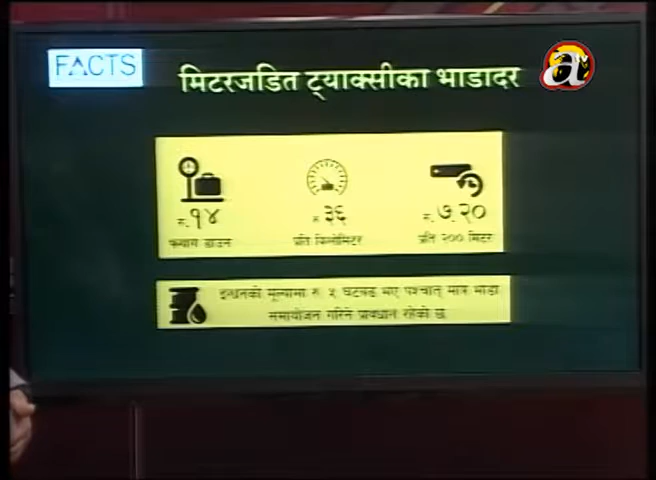 FACTS
मिटरजडित ट्याक्सीका भाडादर
a tv
रु.१४
रु ३६
रु.७.२०
फ्ल्याग डाउन
प्रति किलोमिटर
प्रति २०० मिटर
इन्धनको मूल्यमा रु ५ घटबढ भए पश्चात् मात्र भाडा
समायोजन गरिने प्रावधान रहेको छ